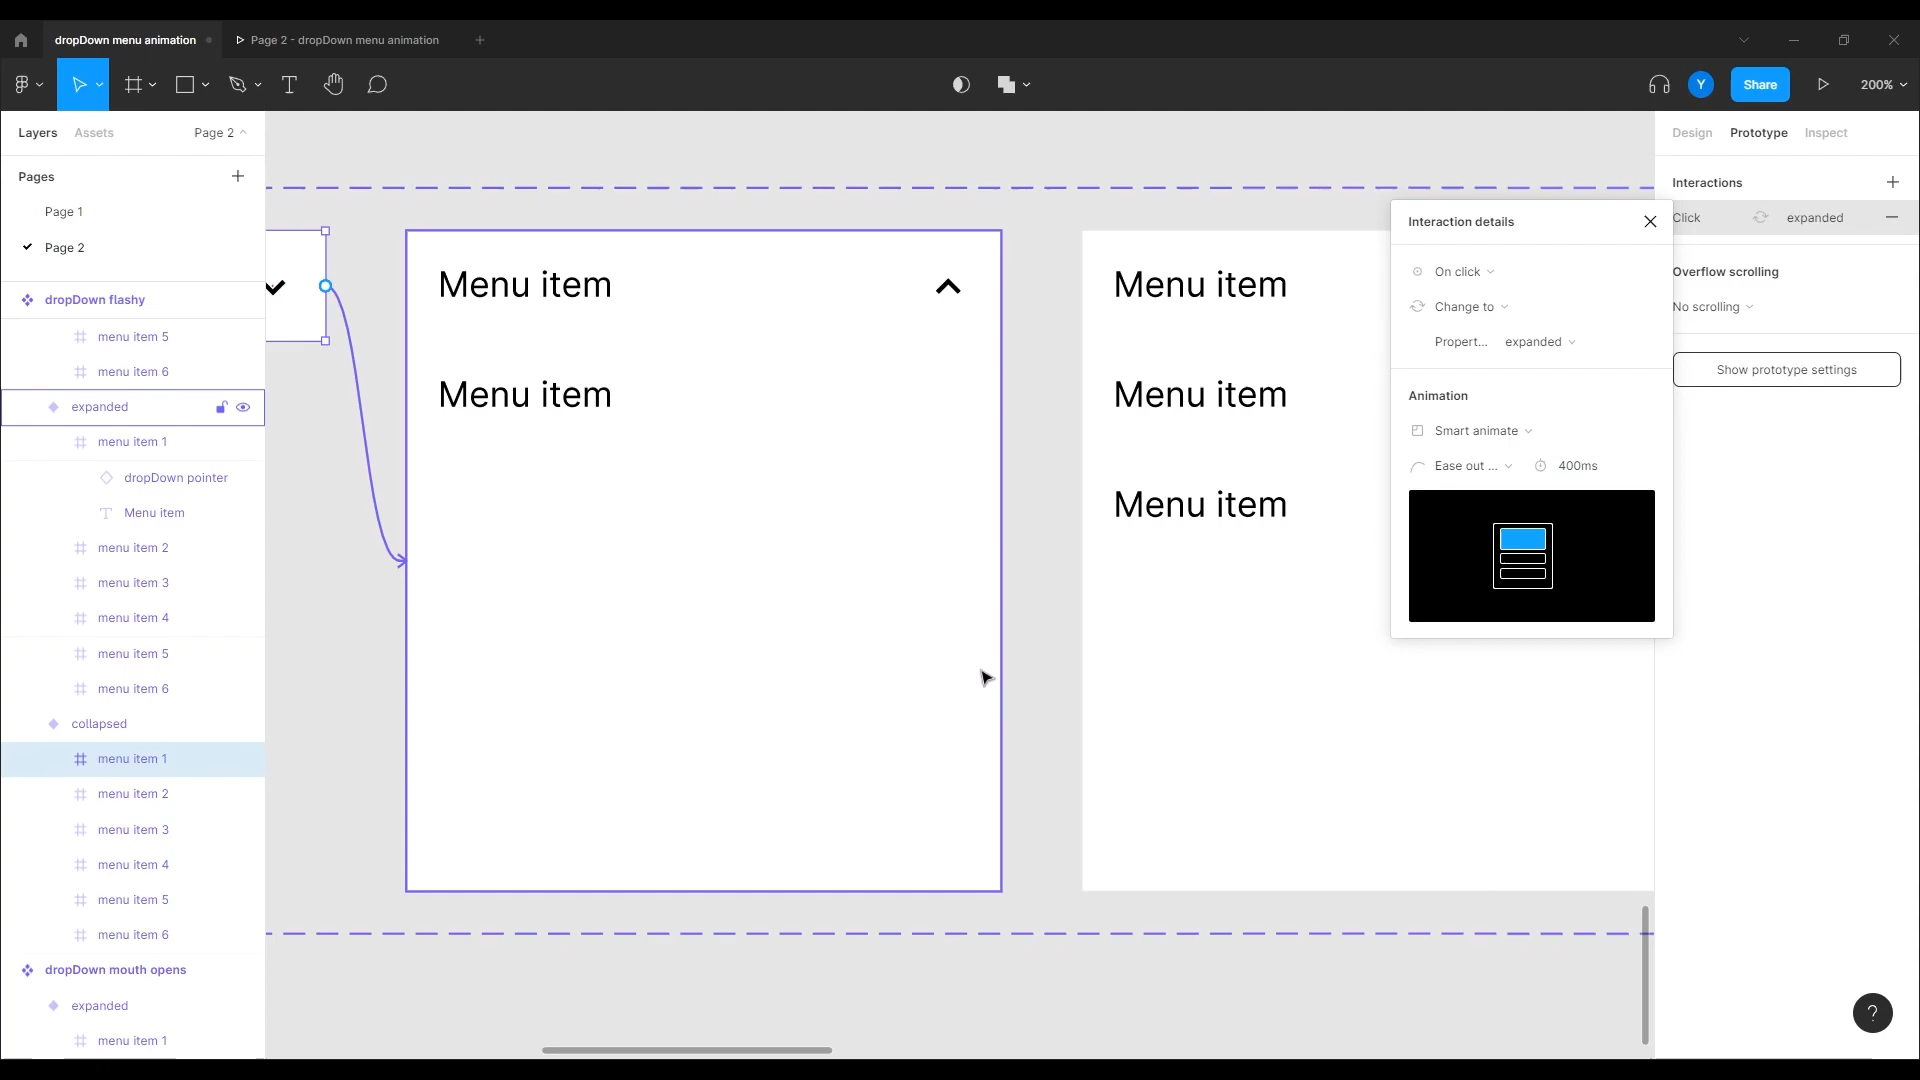 dropDown menu animation
Page 2 - dropDown menu animation
Y
Share
200%
Layers
Assets
Page 2
Pages
Page 1
Page 2
dropDown flashy
menu item 5
menu item 6
expanded
menu item 1
dropDown pointer
Menu item
menu item 2
menu item 3
menu item 4
menu item 5
menu item 6
collapsed
menu item 1
menu item 2
menu item 3
menu item 4
menu item 5
menu item 6
dropDown mouth opens
expanded
menu item 1
Menu item
Menu item
Menu item
Menu item
Menu item
Interaction details
On click
Change to
Propert...
expanded
Animation
Smart animate
Ease out ...
400ms
Design
Prototype
Inspect
Interactions
Click
expanded
Overflow scrolling
No scrolling
Show prototype settings
?